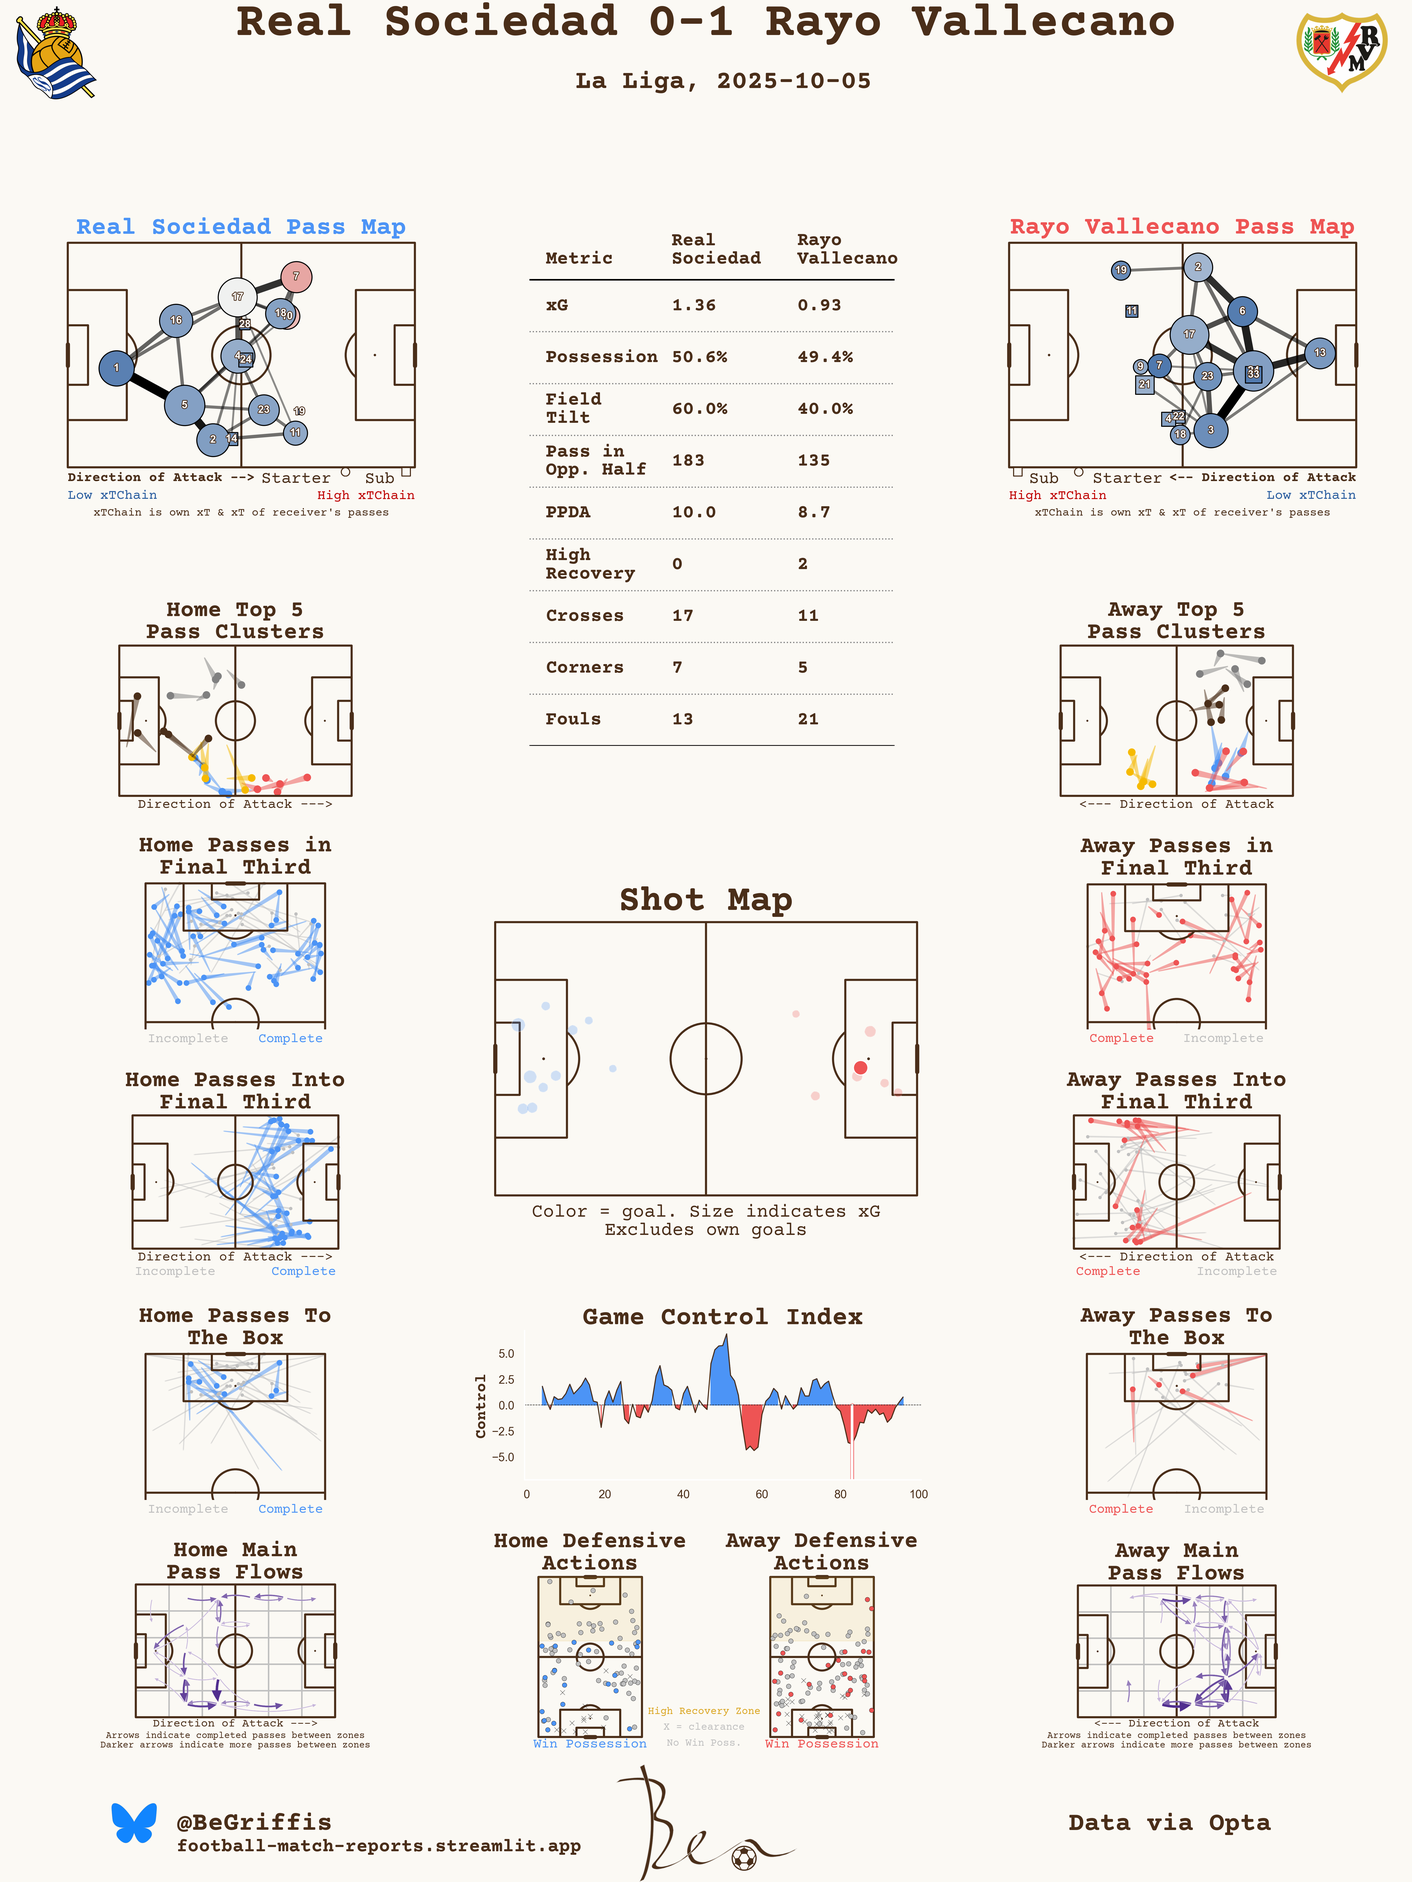 Real Sociedad 0-1 Rayo Vallecano
La Liga, 2025-10-05
Real Sociedad Pass Map
7
17
18
16
28
4
24
1
5
23
19
2
14
11
Direction of Attack --> Starter Sub
Low xTChain High xTChain
xTChain is own xT & xT of receiver's passes
Metric Real Sociedad Rayo Vallecano
xG 1.36 0.93
Possession 50.6% 49.4%
Field Tilt 60.0% 40.0%
Pass in Opp. Half 183 135
PPDA 10.0 8.7
High Recovery 0 2
Crosses 17 11
Corners 7 5
Fouls 13 21
Rayo Vallecano Pass Map
19
2
11
6
17
13
9
7
23
33
21
4
22
18
3
Sub Starter <-- Direction of Attack
High xTChain Low xTChain
xTChain is own xT & xT of receiver's passes
Home Top 5
Pass Clusters
Direction of Attack --->
Away Top 5
Pass Clusters
<--- Direction of Attack
Home Passes in
Final Third
Incomplete Complete
Away Passes in
Final Third
Complete Incomplete
Shot Map
Color = goal. Size indicates xG
Excludes own goals
Home Passes Into
Final Third
Direction of Attack --->
Incomplete Complete
Away Passes Into
Final Third
<--- Direction of Attack
Complete Incomplete
Home Passes To
The Box
Incomplete Complete
Game Control Index
Control
5.0
2.5
0.0
−2.5
−5.0
0 20 40 60 80 100
Away Passes To
The Box
Complete Incomplete
Home Main
Pass Flows
Direction of Attack --->
Arrows indicate completed passes between zones
Darker arrows indicate more passes between zones
Home Defensive
Actions
Win Possession
High Recovery Zone
X = clearance
No Win Poss.
Away Defensive
Actions
Win Possession
Away Main
Pass Flows
<--- Direction of Attack
Arrows indicate completed passes between zones
Darker arrows indicate more passes between zones
@BeGriffis
football-match-reports.streamlit.app
Ben
Data via Opta